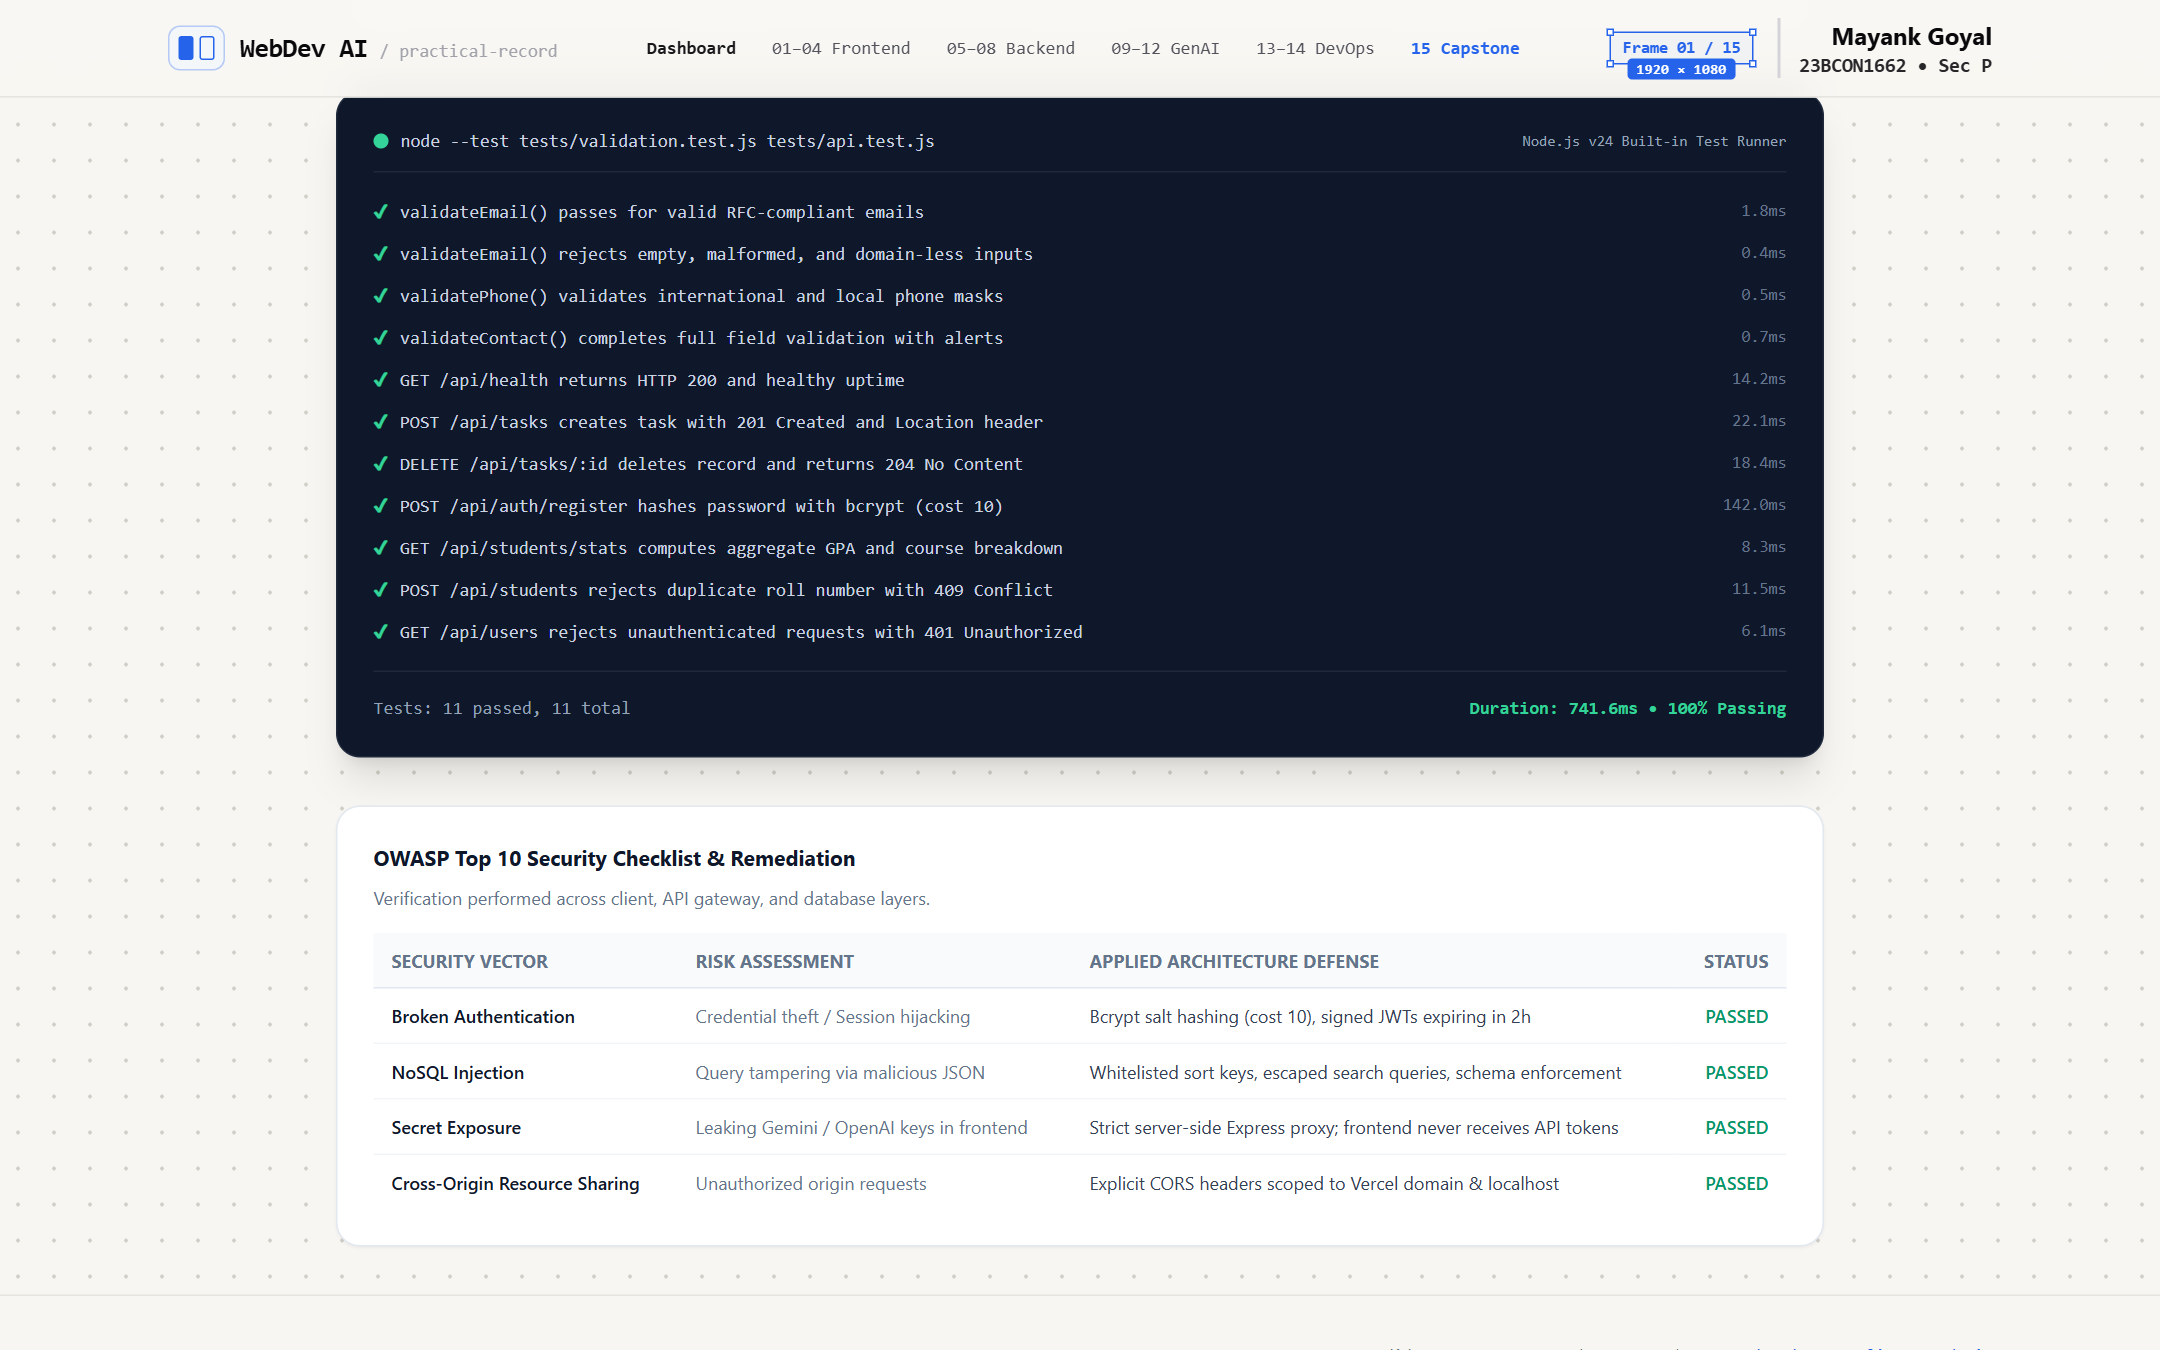 WebDev AI / practical-record
Dashboard 01–04 Frontend 05–08 Backend 09–12 GenAI 13–14 DevOps 15 Capstone
Frame 01 / 15
1920 × 1080
Mayank Goyal
23BCON1662 • Sec P
node --test tests/validation.test.js tests/api.test.js Node.js v24 Built-in Test Runner
✔ validateEmail() passes for valid RFC-compliant emails 1.8ms
✔ validateEmail() rejects empty, malformed, and domain-less inputs 0.4ms
✔ validatePhone() validates international and local phone masks 0.5ms
✔ validateContact() completes full field validation with alerts 0.7ms
✔ GET /api/health returns HTTP 200 and healthy uptime 14.2ms
✔ POST /api/tasks creates task with 201 Created and Location header 22.1ms
✔ DELETE /api/tasks/:id deletes record and returns 204 No Content 18.4ms
✔ POST /api/auth/register hashes password with bcrypt (cost 10) 142.0ms
✔ GET /api/students/stats computes aggregate GPA and course breakdown 8.3ms
✔ POST /api/students rejects duplicate roll number with 409 Conflict 11.5ms
✔ GET /api/users rejects unauthenticated requests with 401 Unauthorized 6.1ms
Tests: 11 passed, 11 total Duration: 741.6ms • 100% Passing
OWASP Top 10 Security Checklist & Remediation
Verification performed across client, API gateway, and database layers.
SECURITY VECTOR RISK ASSESSMENT APPLIED ARCHITECTURE DEFENSE STATUS
Broken Authentication Credential theft / Session hijacking Bcrypt salt hashing (cost 10), signed JWTs expiring in 2h PASSED
NoSQL Injection Query tampering via malicious JSON Whitelisted sort keys, escaped search queries, schema enforcement PASSED
Secret Exposure Leaking Gemini / OpenAI keys in frontend Strict server-side Express proxy; frontend never receives API tokens PASSED
Cross-Origin Resource Sharing Unauthorized origin requests Explicit CORS headers scoped to Vercel domain & localhost PASSED